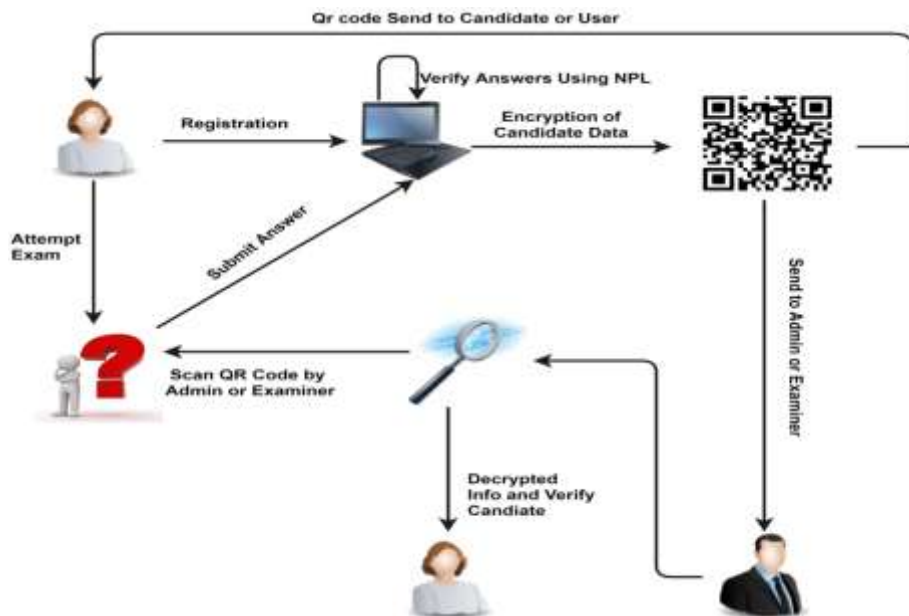 Qr code Send to Candidate or User
Verify Answers Using NPL
Registration
Encryption of
Candidate Data
Attempt
Exam
Submit Answer
Send to Admin or Examiner
Scan QR Code by
Admin or Examiner
Decrypted
Info and Verify
Candiate